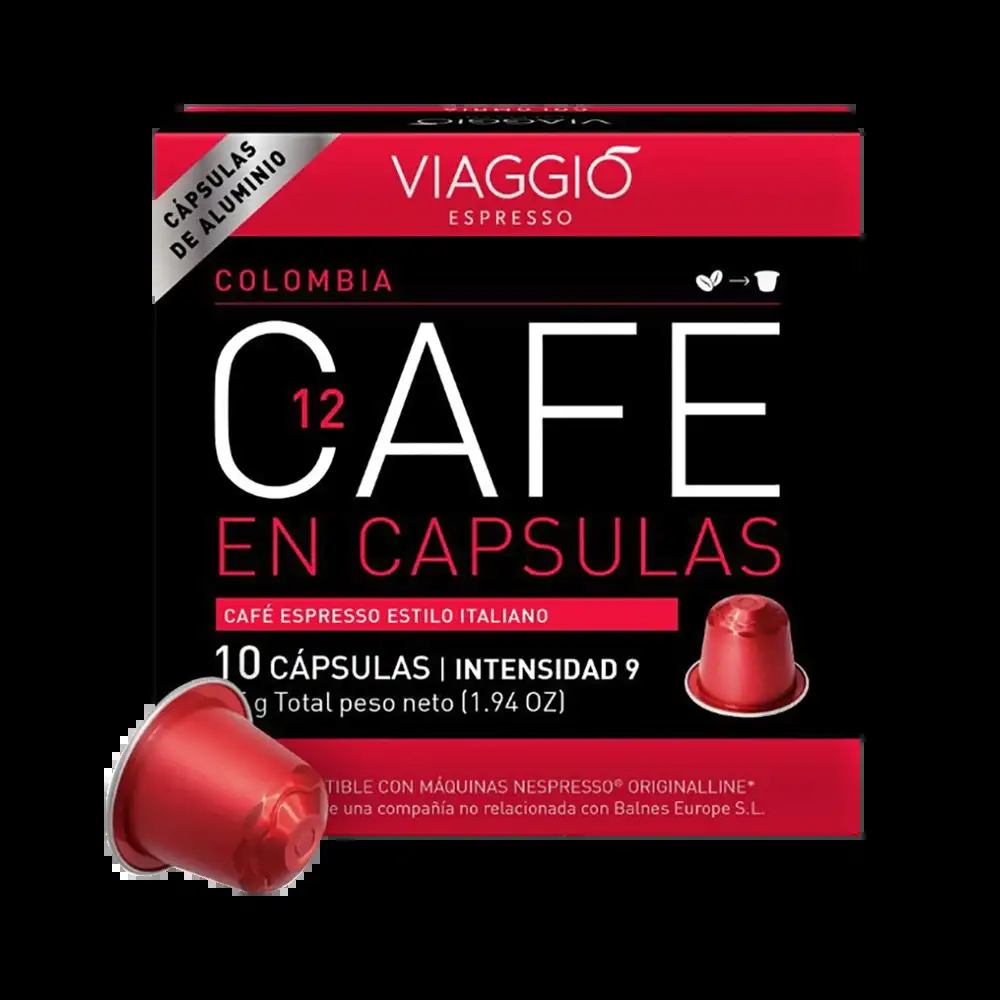 CÁPSULAS
DE ALUMINIO
VIAGGIÓ
ESPRESSO
COLOMBIA
CAFE
12
EN CAPSULAS
CAFÉ ESPRESSO ESTILO ITALIANO
10 CÁPSULAS | INTENSIDAD 9
g Total peso neto (1.94 OZ)
CON MÁQUINAS NESPRESSO® ORIGINALLINE*
una compañía no relacionada con Balnes Europe S.L.